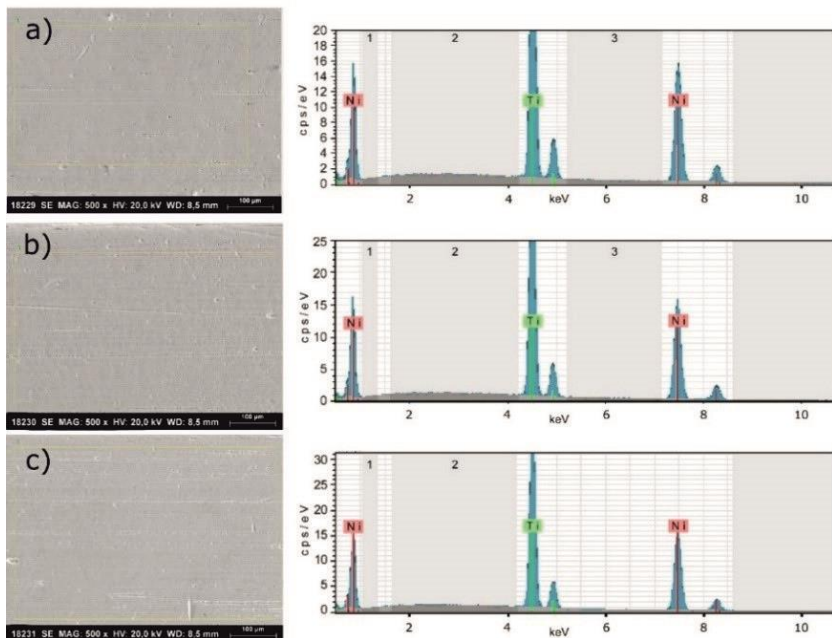 a)
18229 SE MAG: 500 x HV: 20,0 kV WD: 8,5 mm 100 µm
1 2 3
20
18
16
14
12
10
8
6
4
2
0
cps/eV
Ni Ti Ni
2 4 6 8 10
keV
b)
18230 SE MAG: 500 x HV: 20,0 kV WD: 8,5 mm 100 µm
1 2 3
25
20
15
10
5
0
cps/eV
Ni Ti Ni
2 4 6 8 10
keV
c)
18231 SE MAG: 500 x HV: 20,0 kV WD: 8,5 mm 100 µm
1 2
30
25
20
15
10
5
0
cps/eV
Ni Ti Ni
2 4 6 8 10
keV